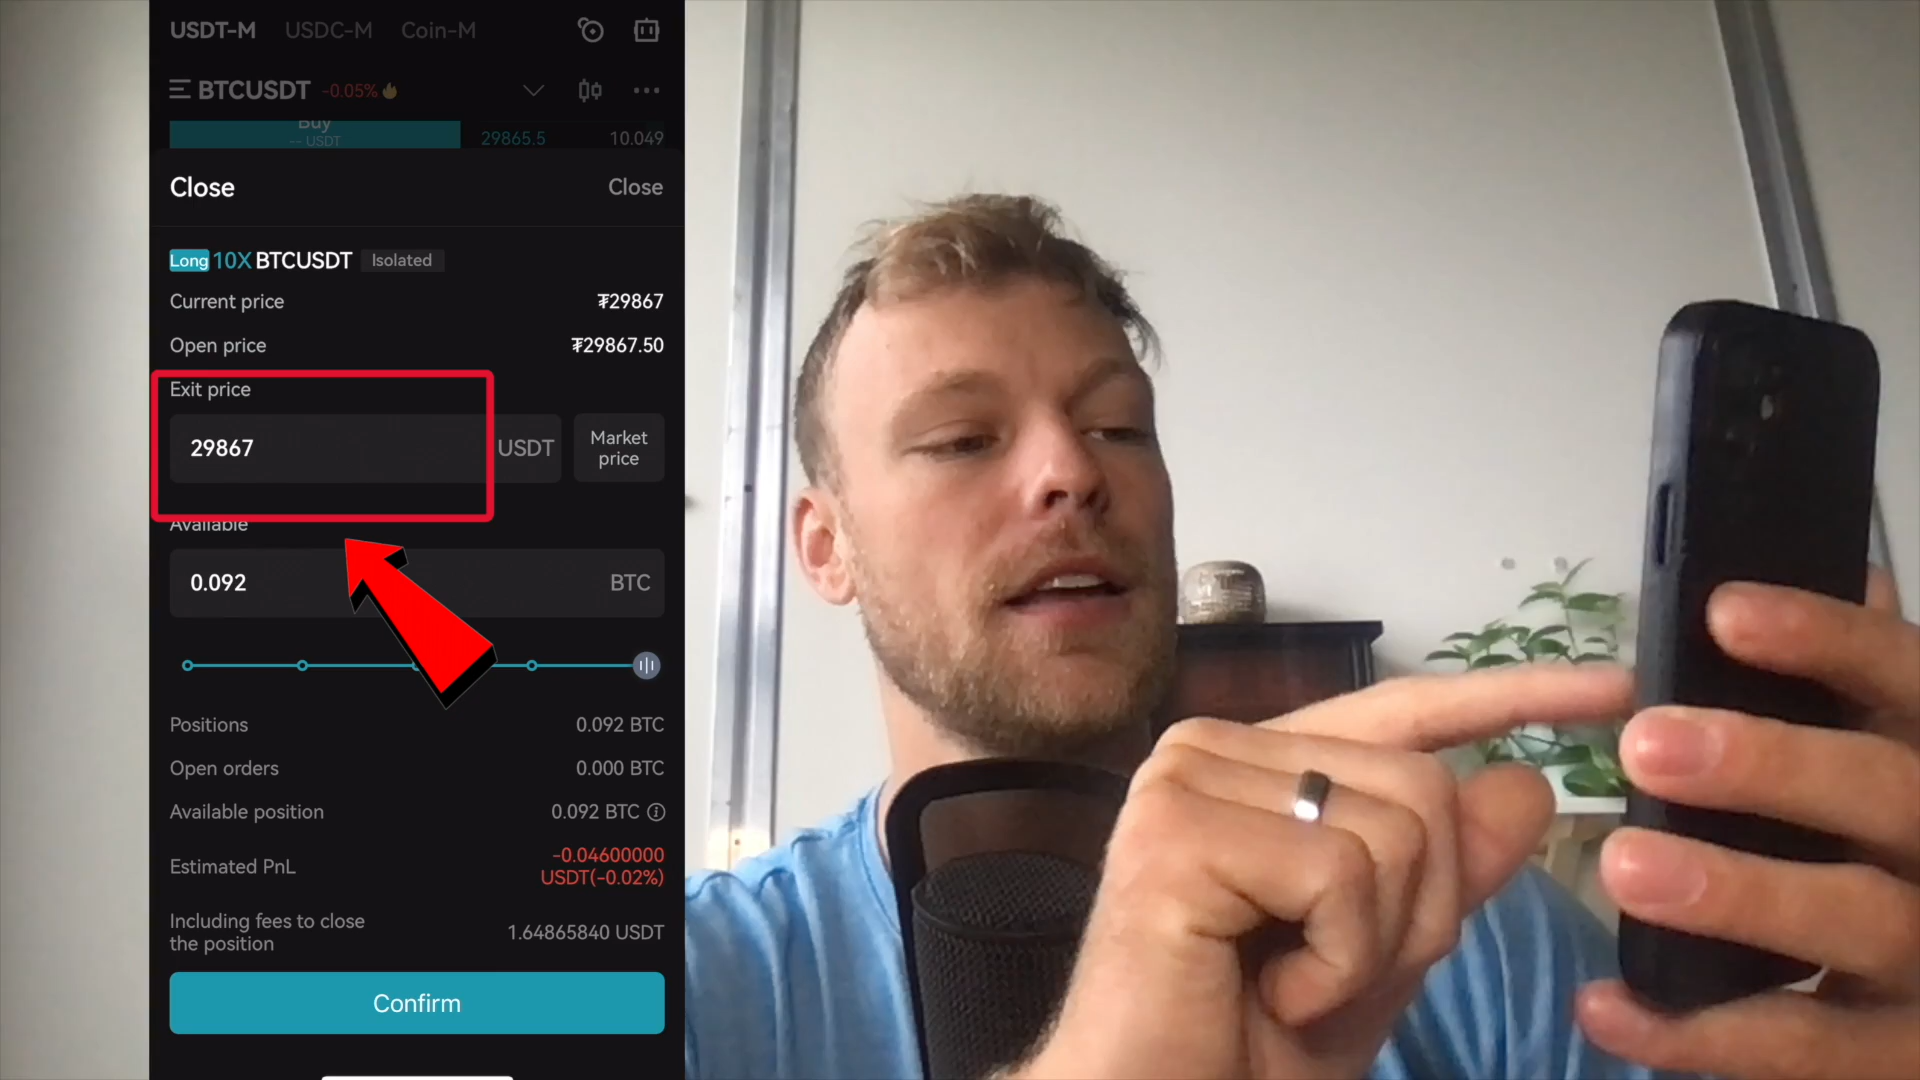 USDT-M USDC-M Coin-M
BTCUSDT -0.05%
Buy 29865.5 10.049
-- USDT
Close Close
Long 10X BTCUSDT Isolated
Current price ₮29867
Open price ₮29867.50
Exit price
29867 USDT Market price
Available
0.092 BTC
Positions 0.092 BTC
Open orders 0.000 BTC
Available position 0.092 BTC
Estimated PnL -0.04600000
USDT(-0.02%)
Including fees to close
the position 1.64865840 USDT
Confirm